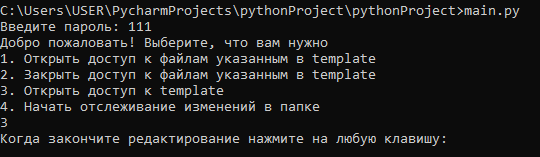 C:\Users\USER\PycharmProjects\pythonProject\pythonProject>main.py
Введите пароль: 111
Добро пожаловать! Выберите, что вам нужно
1. Открыть доступ к файлам указанным в template
2. Закрыть доступ к файлам указанным в template
3. Открыть доступ к template
4. Начать отслеживание изменений в папке
3
Когда закончите редактирование нажмите на любую клавишу: